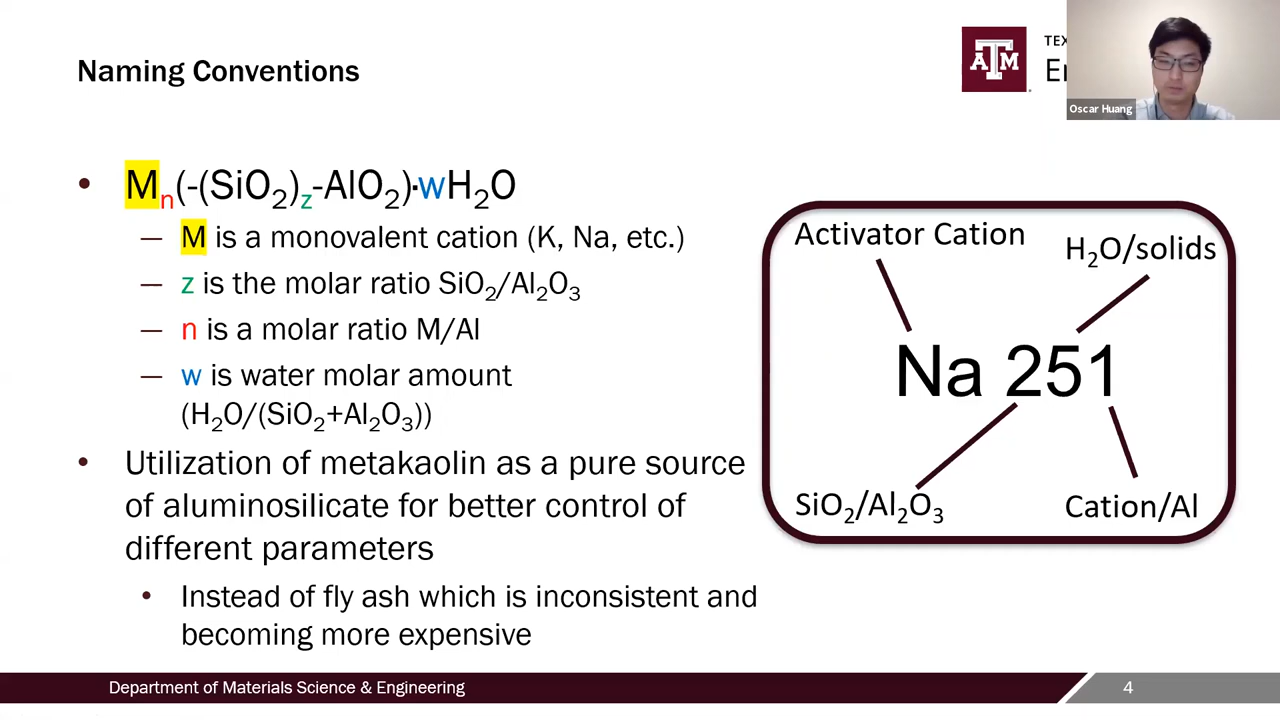 Naming Conventions
A|M
TEX
En
Oscar Huang
• Mn(-(SiO2)z-AlO2)·wH2O
— M is a monovalent cation (K, Na, etc.)
— z is the molar ratio SiO2/Al2O3
— n is a molar ratio M/Al
— w is water molar amount
(H2O/(SiO2+Al2O3))
• Utilization of metakaolin as a pure source
of aluminosilicate for better control of
different parameters
• Instead of fly ash which is inconsistent and
becoming more expensive
Activator Cation
H2O/solids
Na 251
SiO2/Al2O3
Cation/Al
Department of Materials Science & Engineering
4